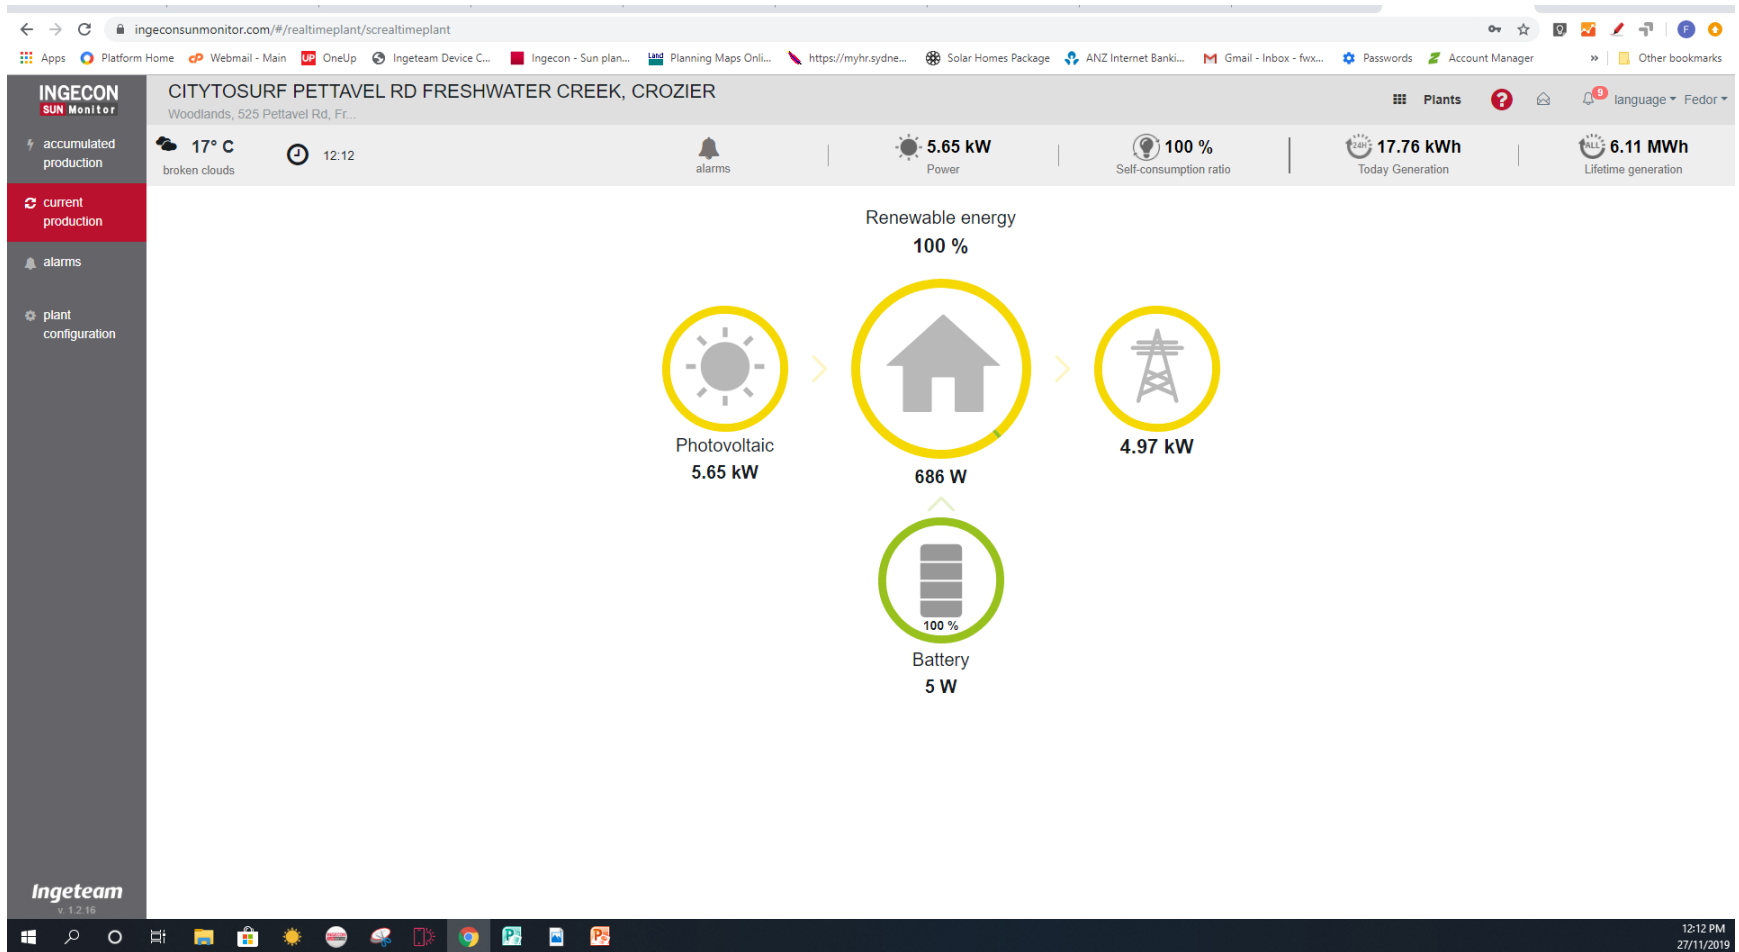 ingeconsunmonitor.com/#/realtimeplant/screaltimeplant
Apps Platform Home Webmail - Main OneUp Ingeteam Device C... Ingecon - Sun plan... Planning Maps Onli... https://myhr.sydne... Solar Homes Package ANZ Internet Banki... Gmail - Inbox - fwx... Passwords Account Manager » Other bookmarks
INGECON
SUN Monitor
CITYTOSURF PETTAVEL RD FRESHWATER CREEK, CROZIER
Woodlands, 525 Pettavel Rd, Fr...
Plants ? 9 language Fedor
accumulated
production
current
production
alarms
plant
configuration
17° C
broken clouds
12:12
alarms
5.65 kW
Power
100 %
Self-consumption ratio
24H 17.76 kWh
Today Generation
ALL 6.11 MWh
Lifetime generation
Renewable energy
100 %
Photovoltaic
5.65 kW
686 W
4.97 kW
100 %
Battery
5 W
Ingeteam
v. 1.2.16
12:12 PM
27/11/2019